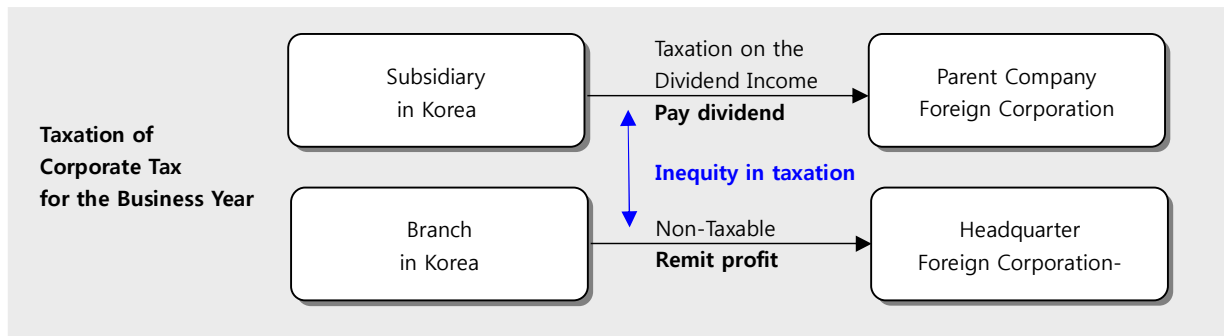 Taxation of
Corporate Tax
for the Business Year
Subsidiary
in Korea
Taxation on the
Dividend Income
Pay dividend
Parent Company
Foreign Corporation
Inequity in taxation
Branch
in Korea
Non-Taxable
Remit profit
Headquarter
Foreign Corporation-